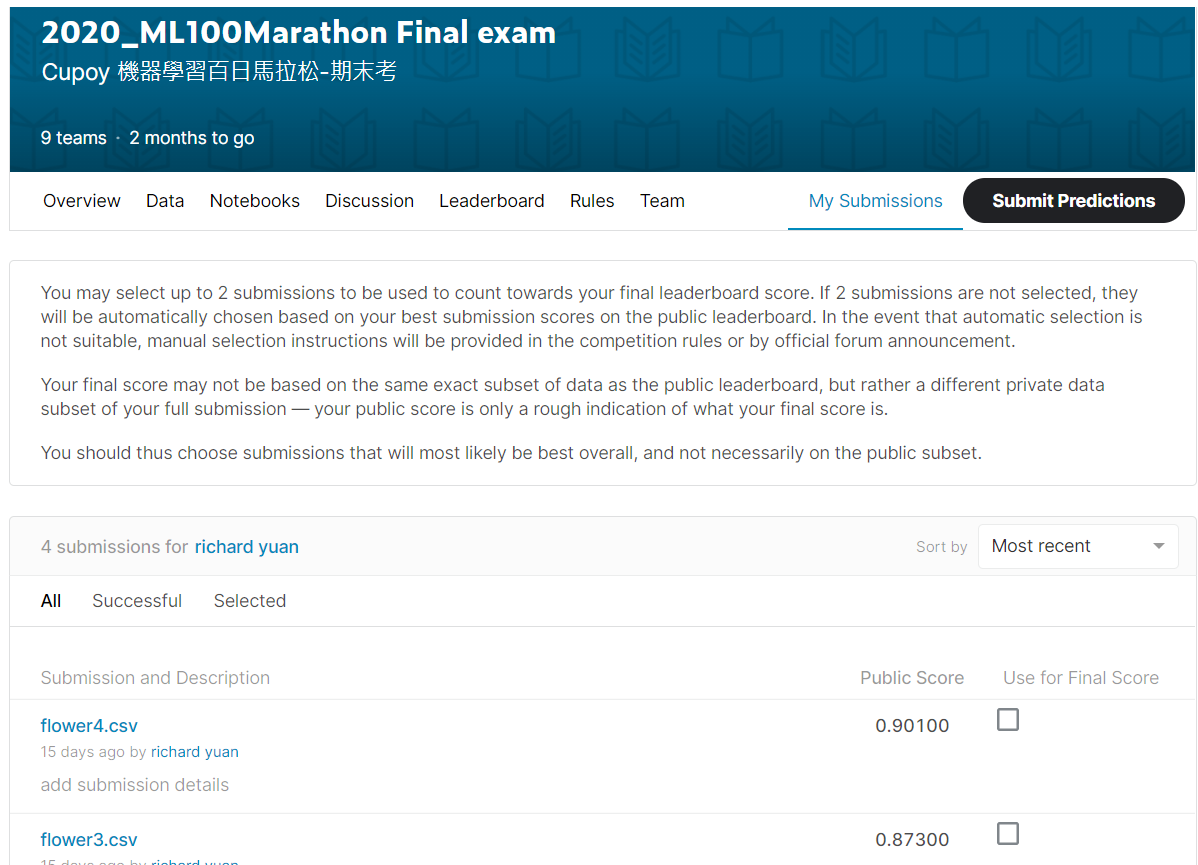 2020_ML100Marathon Final exam
Cupoy 機器學習百日馬拉松-期末考
9 teams · 2 months to go
Overview Data Notebooks Discussion Leaderboard Rules Team My Submissions Submit Predictions
You may select up to 2 submissions to be used to count towards your final leaderboard score. If 2 submissions are not selected, they
will be automatically chosen based on your best submission scores on the public leaderboard. In the event that automatic selection is
not suitable, manual selection instructions will be provided in the competition rules or by official forum announcement.
Your final score may not be based on the same exact subset of data as the public leaderboard, but rather a different private data
subset of your full submission — your public score is only a rough indication of what your final score is.
You should thus choose submissions that will most likely be best overall, and not necessarily on the public subset.
4 submissions for richard yuan Sort by Most recent
All Successful Selected
Submission and Description Public Score Use for Final Score
flower4.csv 0.90100
15 days ago by richard yuan
add submission details
flower3.csv 0.87300
15 days ago by richard yuan